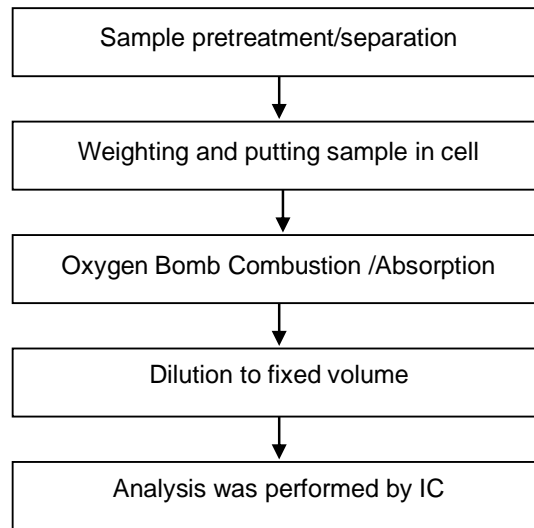 Sample pretreatment/separation
Weighting and putting sample in cell
Oxygen Bomb Combustion /Absorption
Dilution to fixed volume
Analysis was performed by IC